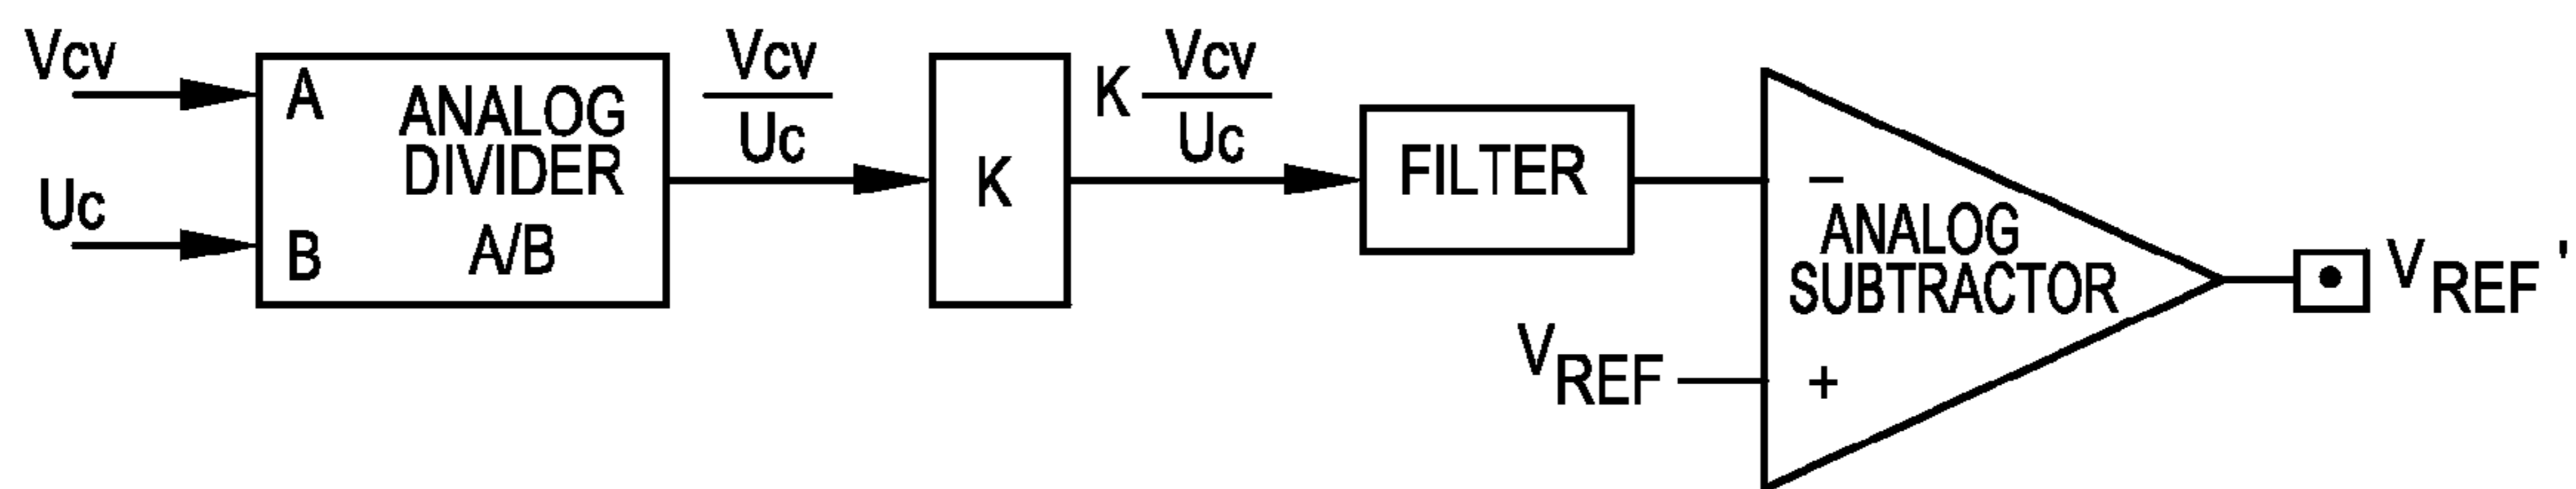 Vcv
Uc
A
B
ANALOG
DIVIDER
A/B
Vcv
Uc
K
K Vcv
Uc
FILTER
−
ANALOG
SUBTRACTOR
+
VREF
VREF'